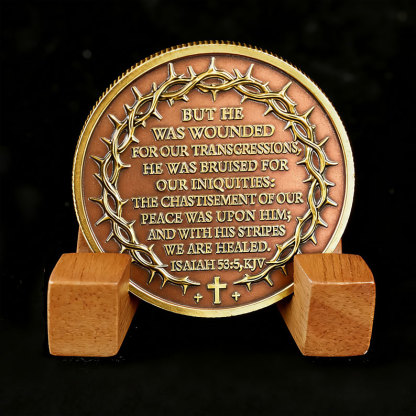 BUT HE
WAS WOUNDED
FOR OUR TRANSGRESSIONS,
HE WAS BRUISED FOR
OUR INIQUITIES:
THE CHASTISEMENT OF OUR
PEACE WAS UPON HIM;
AND WITH HIS STRIPES
WE ARE HEALED.
ISAIAH 53:5, KJV